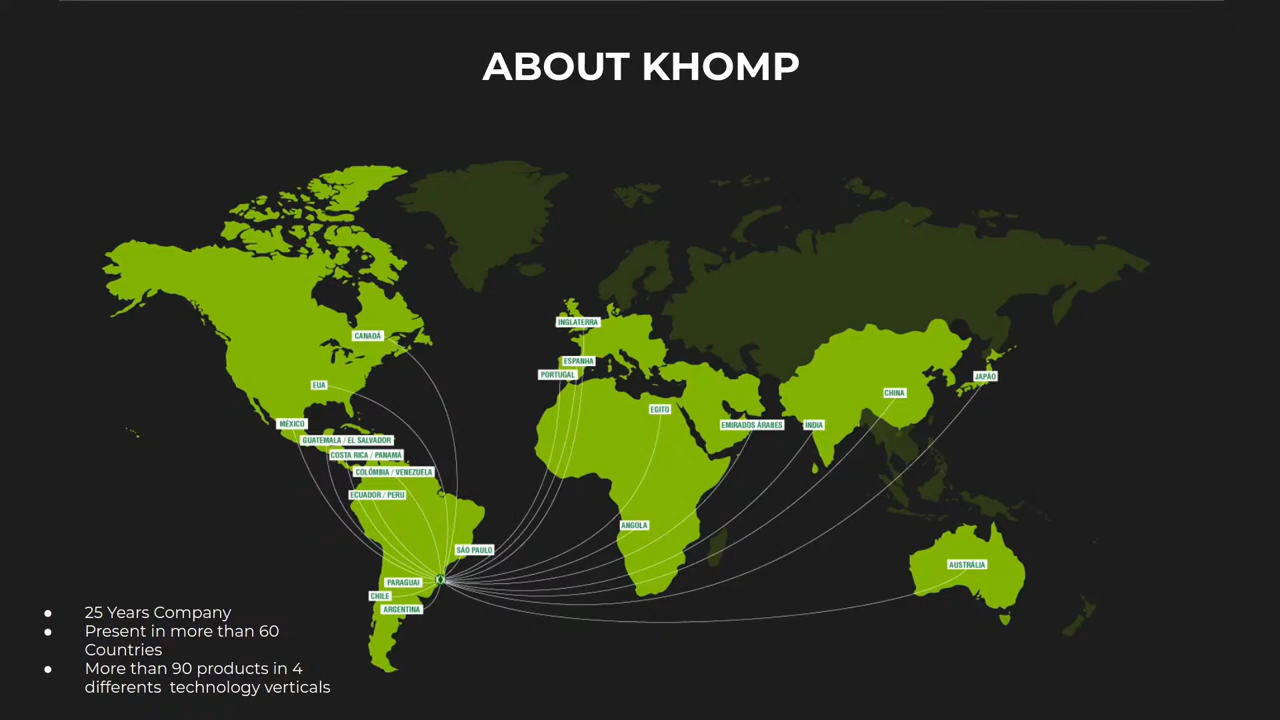 ABOUT KHOMP
CANADÁ
EUA
MÉXICO
GUATEMALA / EL SALVADOR
COSTA RICA / PANAMÁ
COLÔMBIA / VENEZUELA
ECUADOR / PERU
SÃO PAULO
PARAGUAI
CHILE
ARGENTINA
INGLATERRA
ESPANHA
PORTUGAL
EGITO
ANGOLA
EMIRADOS ÁRABES
ÍNDIA
CHINA
JAPÃO
AUSTRÁLIA
● 25 Years Company
● Present in more than 60
Countries
● More than 90 products in 4
differents technology verticals